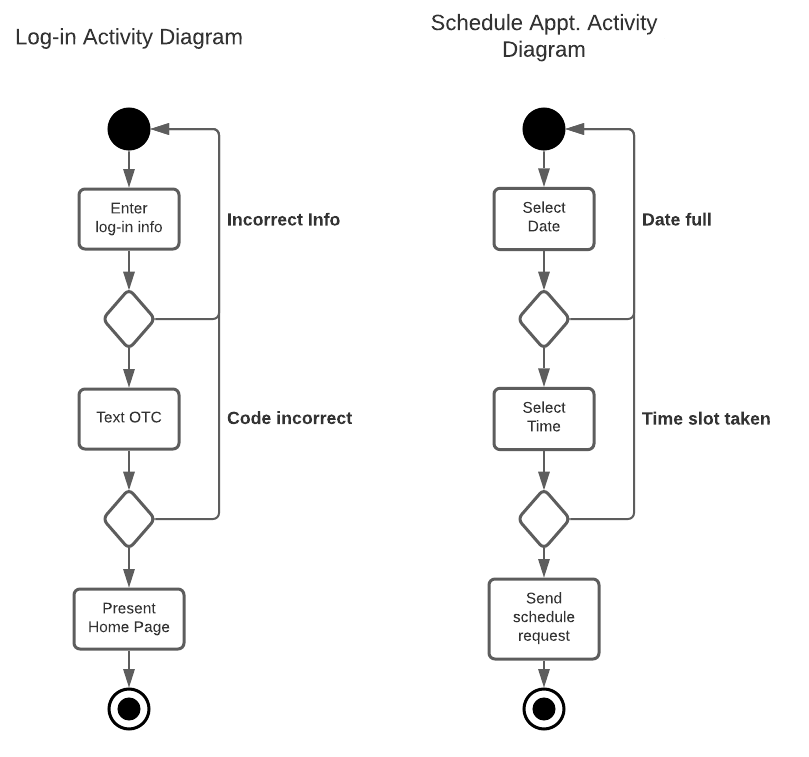 Log-in Activity Diagram
Enter
log-in info
Incorrect Info
Text OTC
Code incorrect
Present
Home Page
Schedule Appt. Activity
Diagram
Select
Date
Date full
Select
Time
Time slot taken
Send
schedule
request